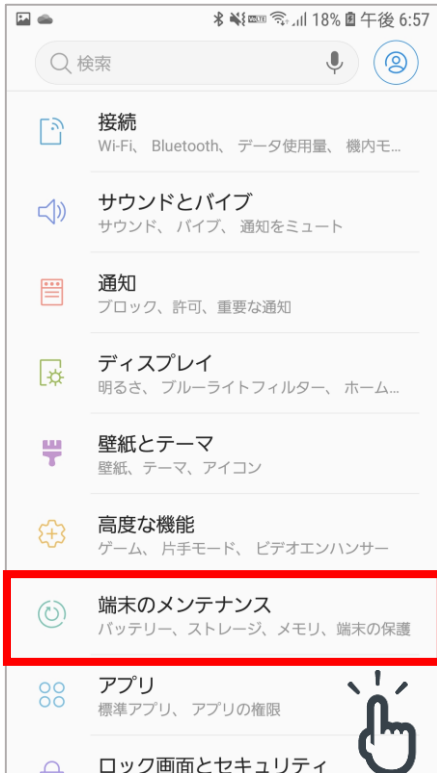 18% 午後 6:57
検索
接続
Wi-Fi、 Bluetooth、 データ使用量、 機内モ...
サウンドとバイブ
サウンド、 バイブ、 通知をミュート
通知
ブロック、許可、重要な通知
ディスプレイ
明るさ、 ブルーライトフィルター、 ホーム...
壁紙とテーマ
壁紙、テーマ、アイコン
高度な機能
ゲーム、 片手モード、 ビデオエンハンサー
端末のメンテナンス
バッテリー、ストレージ、メモリ、端末の保護
アプリ
標準アプリ、 アプリの権限
ロック画面とセキュリティ